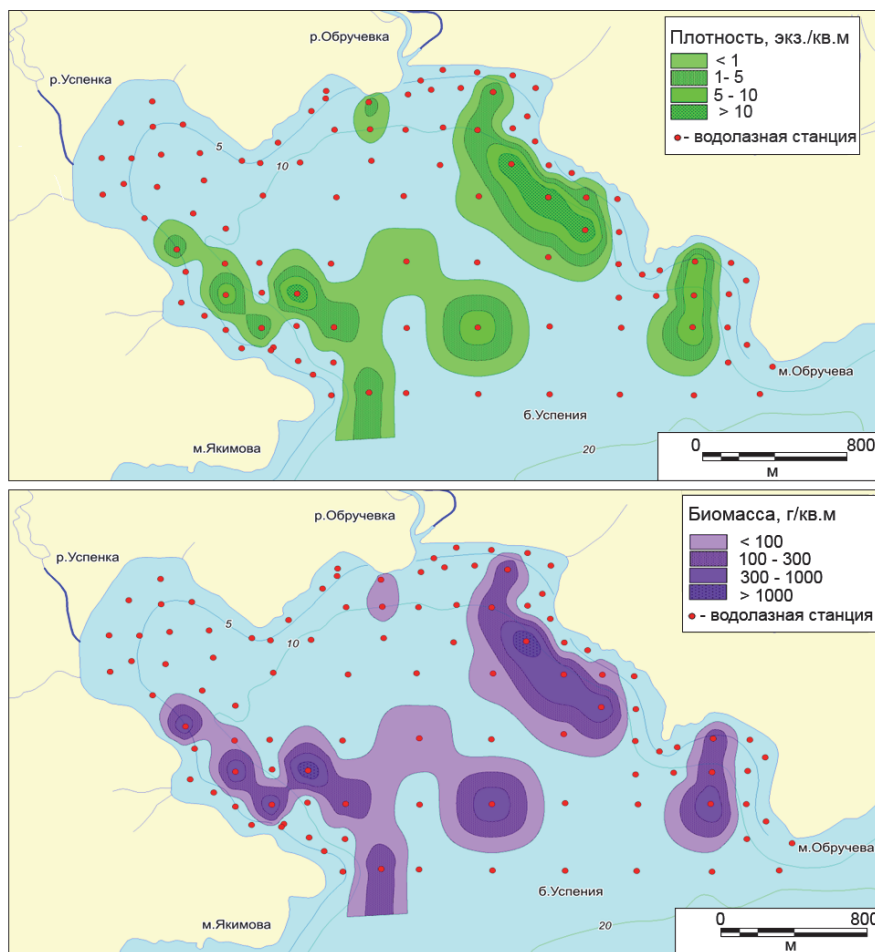 р.Обручевка
Плотность, экз./кв.м
< 1
1- 5
5 - 10
> 10
- водолазная станция
р.Успенка
5
10
м.Обручева
б.Успения
20
м.Якимова
0
800
м
р.Обручевка
Биомасса, г/кв.м
< 100
100 - 300
300 - 1000
> 1000
- водолазная станция
р.Успенка
5
10
м.Обручева
б.Успения
м.Якимова
20
0
800
м